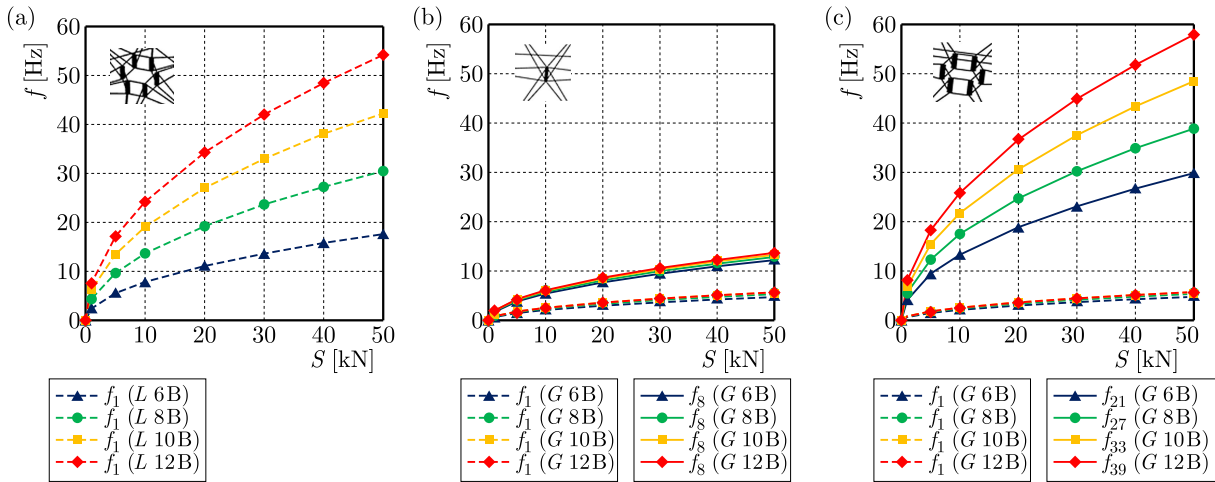 (a)
60
50
40
30
20
10
0
f [Hz]
0 10 20 30 40 50
S [kN]
f₁ (L 6B)
f₁ (L 8B)
f₁ (L 10B)
f₁ (L 12B)
(b)
60
50
40
30
20
10
0
f [Hz]
0 10 20 30 40 50
S [kN]
f₁ (G 6B) f₈ (G 6B)
f₁ (G 8B) f₈ (G 8B)
f₁ (G 10B) f₈ (G 10B)
f₁ (G 12B) f₈ (G 12B)
(c)
60
50
40
30
20
10
0
f [Hz]
0 10 20 30 40 50
S [kN]
f₁ (G 6B) f₂₁ (G 6B)
f₁ (G 8B) f₂₇ (G 8B)
f₁ (G 10B) f₃₃ (G 10B)
f₁ (G 12B) f₃₉ (G 12B)